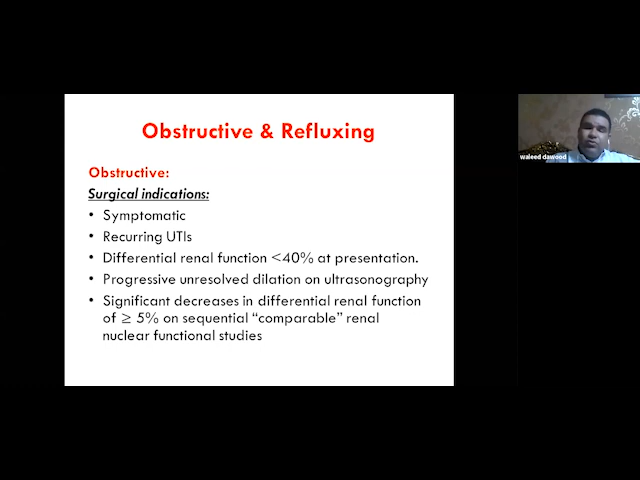 Obstructive & Refluxing
Obstructive:
Surgical indications:
• Symptomatic
• Recurring UTIs
• Differential renal function <40% at presentation.
• Progressive unresolved dilation on ultrasonography
• Significant decreases in differential renal function
of ≥ 5% on sequential “comparable” renal
nuclear functional studies
waleed dawood